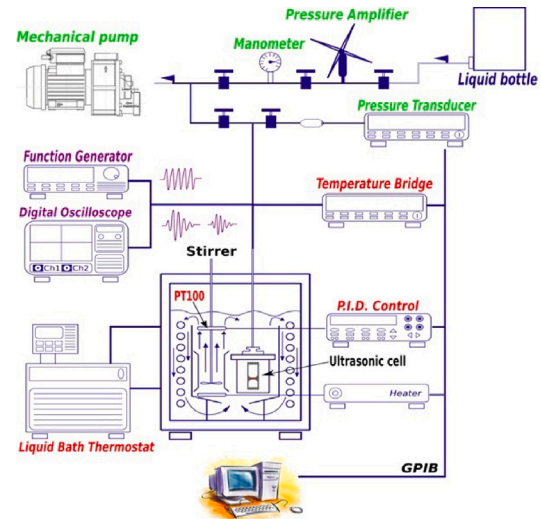 Pressure Amplifier
Mechanical pump
Manometer
Liquid bottle
Pressure Transducer
Function Generator
Temperature Bridge
Digital Oscilloscope
Ch1 Ch2
Stirrer
PT100
P.I.D. Control
Ultrasonic cell
Heater
Liquid Bath Thermostat
GPIB